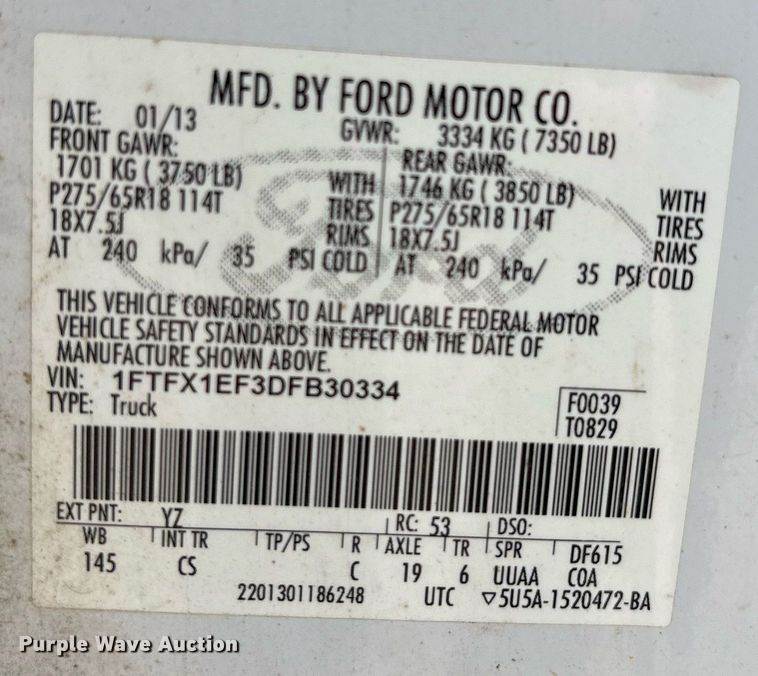 MFD. BY FORD MOTOR CO.
DATE: 01/13 GVWR: 3334 KG ( 7350 LB)
FRONT GAWR: REAR GAWR:
1701 KG ( 3750 LB) WITH 1746 KG ( 3850 LB) WITH
P275/65R18 114T TIRES P275/65R18 114T TIRES
18X7.5J RIMS 18X7.5J RIMS
AT 240 kPa/ 35 PSI COLD AT 240 kPa/ 35 PSI COLD
Ford
THIS VEHICLE CONFORMS TO ALL APPLICABLE FEDERAL MOTOR
VEHICLE SAFETY STANDARDS IN EFFECT ON THE DATE OF
MANUFACTURE SHOWN ABOVE.
VIN: 1FTFX1EF3DFB30334
TYPE: Truck
F0039
T0829
EXT PNT: YZ RC: 53 DSO:
WB INT TR TP/PS R AXLE TR SPR DF615
145 CS C 19 6 UUAA COA
2201301186248 UTC ▽5U5A-1520472-BA
Purple Wave Auction